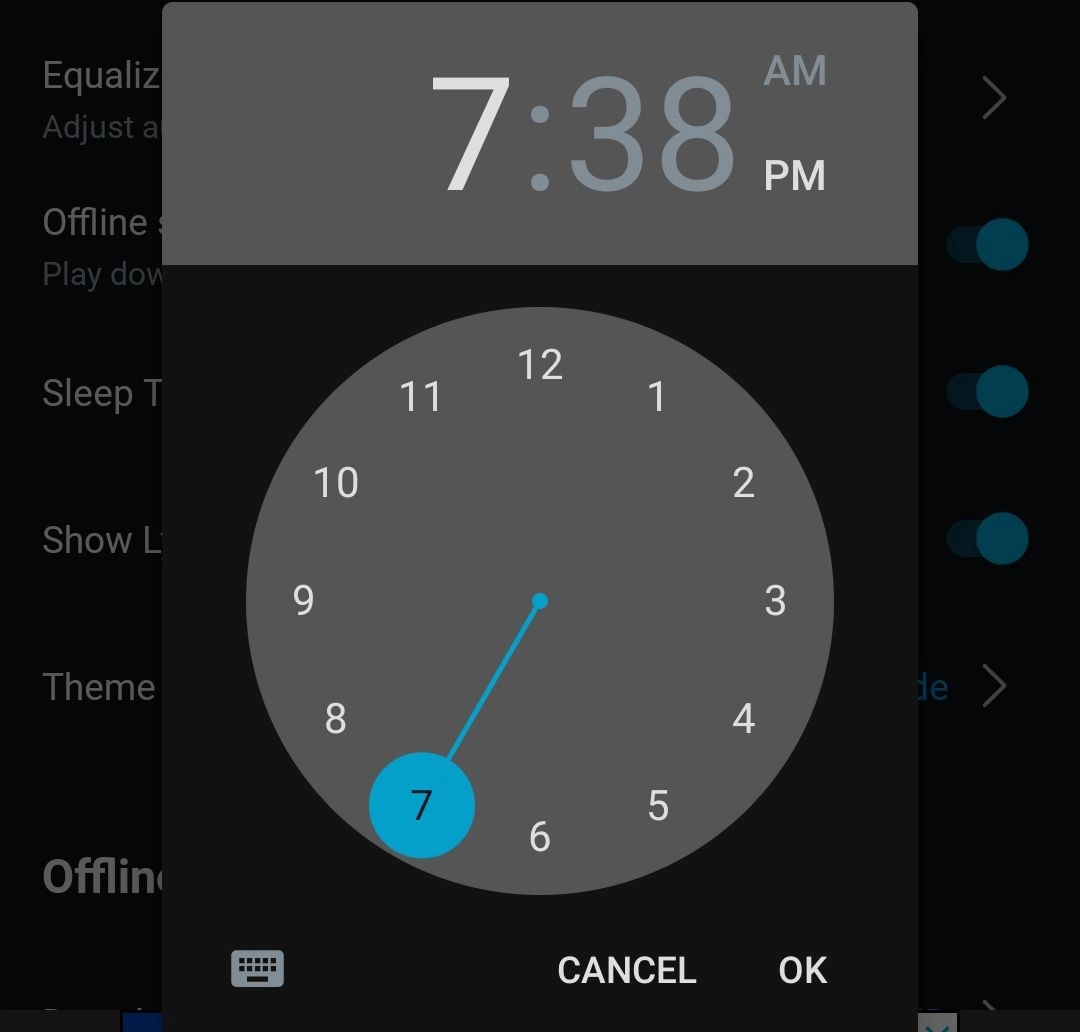 7:38
AM
PM
Equaliz
Adjust a
Offline
Play dow
Sleep T
Show L
Theme
de
12
11
1
10
2
9
3
8
4
7
5
6
Offline
CANCEL
OK